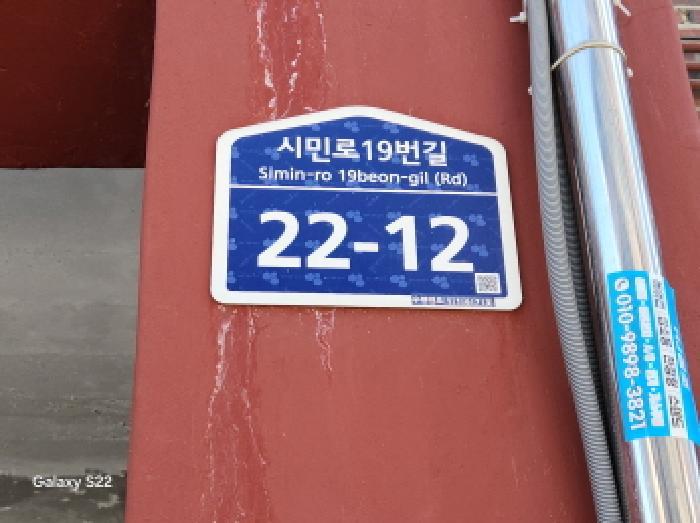 시민로19번길
Simin-ro 19beon-gil (Rd)
22-12
010-9898-3821
Galaxy S22